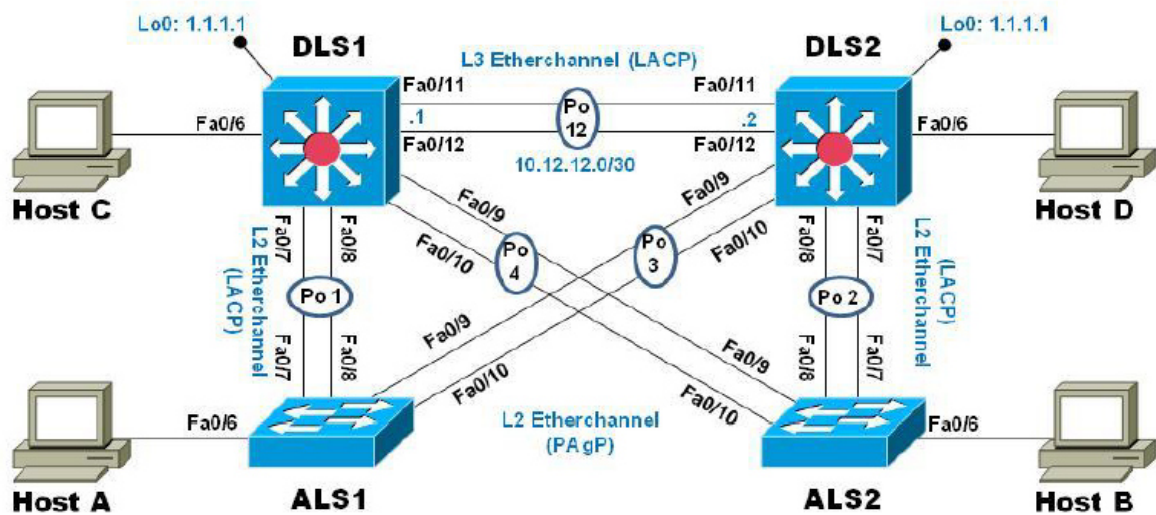 Lo0: 1.1.1.1
Lo0: 1.1.1.1
DLS1
DLS2
L3 Etherchannel (LACP)
Fa0/11
Fa0/11
Po
12
.1
.2
Fa0/6
Fa0/6
Fa0/12
Fa0/12
10.12.12.0/30
Host C
Host D
Fa0/9
Fa0/9
Fa0/10
Fa0/10
Po
4
Po
3
Fa0/7
Fa0/8
Fa0/8
Fa0/7
L2 Etherchannel
(LACP)
(LACP)
L2 Etherchannel
Po 1
Po 2
Fa0/7
Fa0/8
Fa0/8
Fa0/7
Fa0/9
Fa0/9
Fa0/10
Fa0/10
L2 Etherchannel
(PAgP)
Fa0/6
Fa0/6
Host A
ALS1
ALS2
Host B